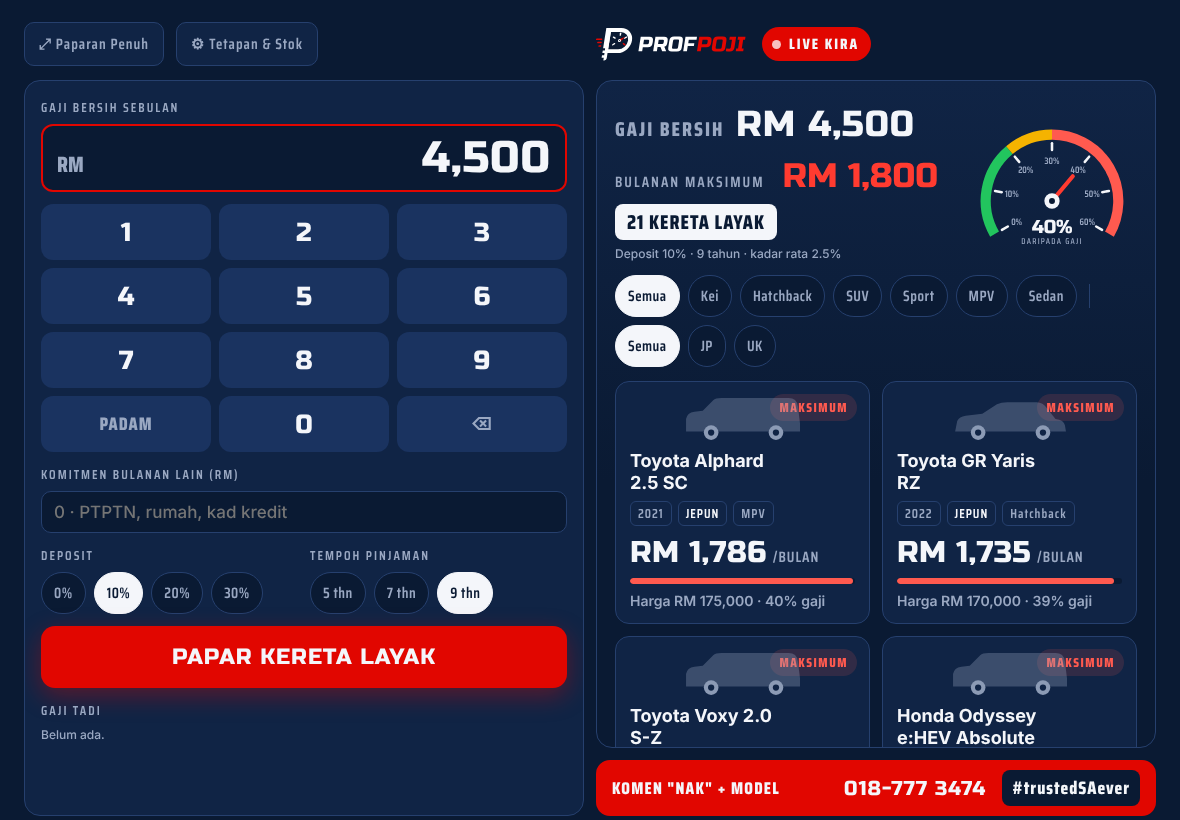 ⤢ Paparan Penuh
⚙ Tetapan & Stok
PROFPOJI
LIVE KIRA
GAJI BERSIH SEBULAN
RM 4,500
1 2 3
4 5 6
7 8 9
PADAM 0 ⌫
KOMITMEN BULANAN LAIN (RM)
0 · PTPTN, rumah, kad kredit
DEPOSIT
0% 10% 20% 30%
TEMPOH PINJAMAN
5 thn 7 thn 9 thn
PAPAR KERETA LAYAK
GAJI TADI
Belum ada.
GAJI BERSIH RM 4,500
BULANAN MAKSIMUM RM 1,800
21 KERETA LAYAK
Deposit 10% · 9 tahun · kadar rata 2.5%
0% 10% 20% 30% 40% 50% 60%
40%
DARIPADA GAJI
Semua Kei Hatchback SUV Sport MPV Sedan
Semua JP UK
MAKSIMUM
Toyota Alphard
2.5 SC
2021 JEPUN MPV
RM 1,786 /BULAN
Harga RM 175,000 · 40% gaji
MAKSIMUM
Toyota GR Yaris
RZ
2022 JEPUN Hatchback
RM 1,735 /BULAN
Harga RM 170,000 · 39% gaji
MAKSIMUM
Toyota Voxy 2.0
S-Z
MAKSIMUM
Honda Odyssey
e:HEV Absolute
KOMEN "NAK" + MODEL
018-777 3474
#trustedSAever